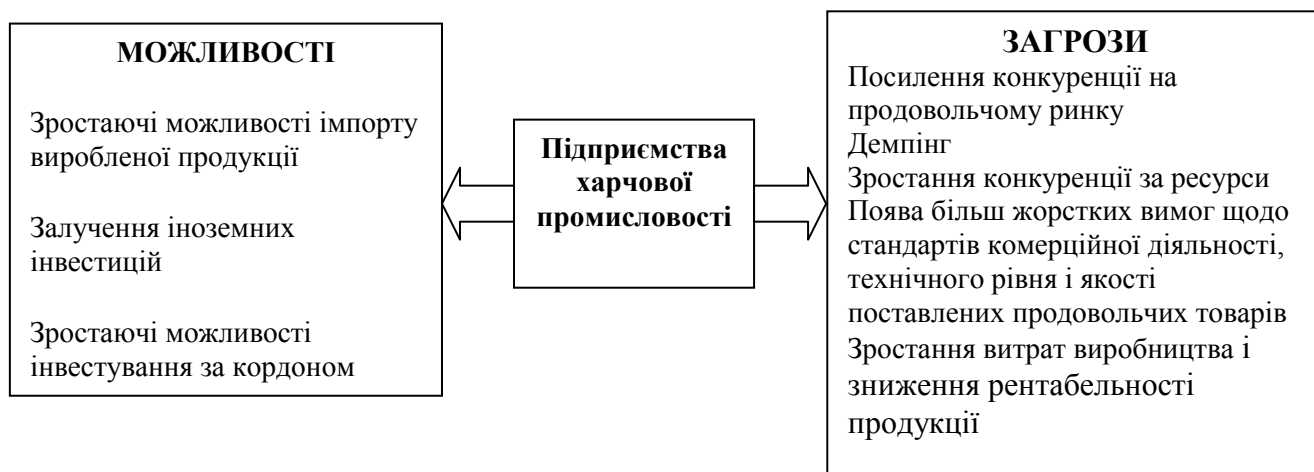 МОЖЛИВОСТІ
Зростаючі можливості імпорту
виробленої продукції
Залучення іноземних
інвестицій
Зростаючі можливості
інвестування за кордоном
Підприємства
харчової
промисловості
ЗАГРОЗИ
Посилення конкуренції на
продовольчому ринку
Демпінг
Зростання конкуренції за ресурси
Поява більш жорстких вимог щодо
стандартів комерційної діяльності,
технічного рівня і якості
поставлених продовольчих товарів
Зростання витрат виробництва і
зниження рентабельності
продукції